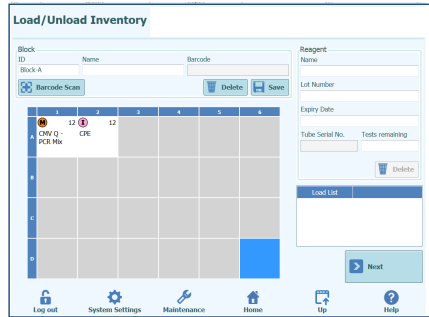 Load/Unload Inventory
Block
ID Name Barcode
Block-A
Barcode Scan Delete Save
1 2 3 4 5 6
A M 12 I 12
CMV Q - PCR Mix CPE
B
C
D
Reagent
Name
Lot Number
Expiry Date
Tube Serial No. Tests remaining
Delete
Load List
Next
Log out System Settings Maintenance Home Up Help